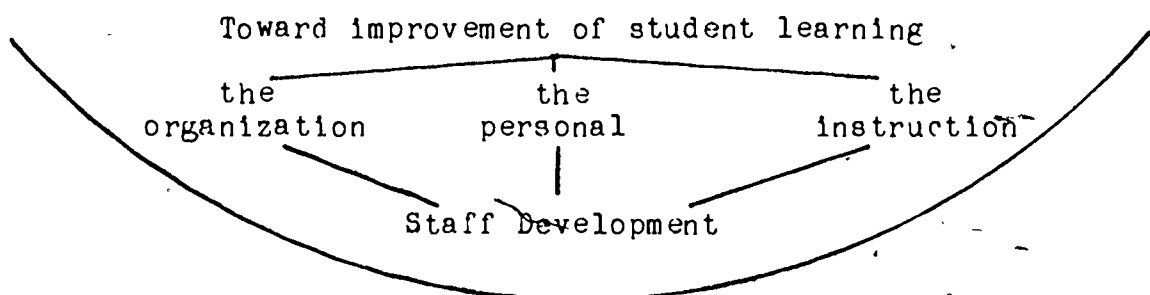 Toward improvement of student learning
the the the
organization personal instruction
Staff Development